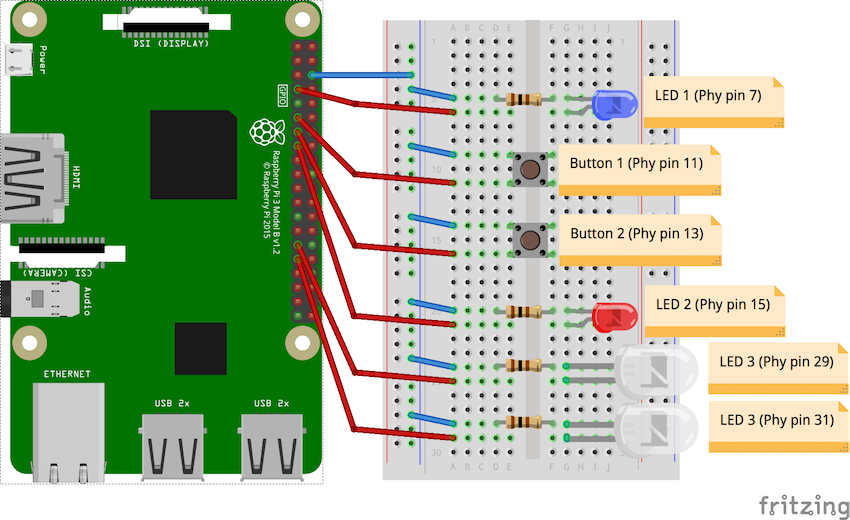 DSI (DISPLAY)
Power
GPIO
HDMI
Raspberry Pi 3 Model B v1.2
© Raspberry Pi 2015
CSI (CAMERA)
Audio
ETHERNET
USB 2x
USB 2x
A B C D E F G H I J
1 1
10
15
30
A B C D E F G H I J
LED 1 (Phy pin 7)
Button 1 (Phy pin 11)
Button 2 (Phy pin 13)
LED 2 (Phy pin 15)
LED 3 (Phy pin 29)
LED 3 (Phy pin 31)
fritzing